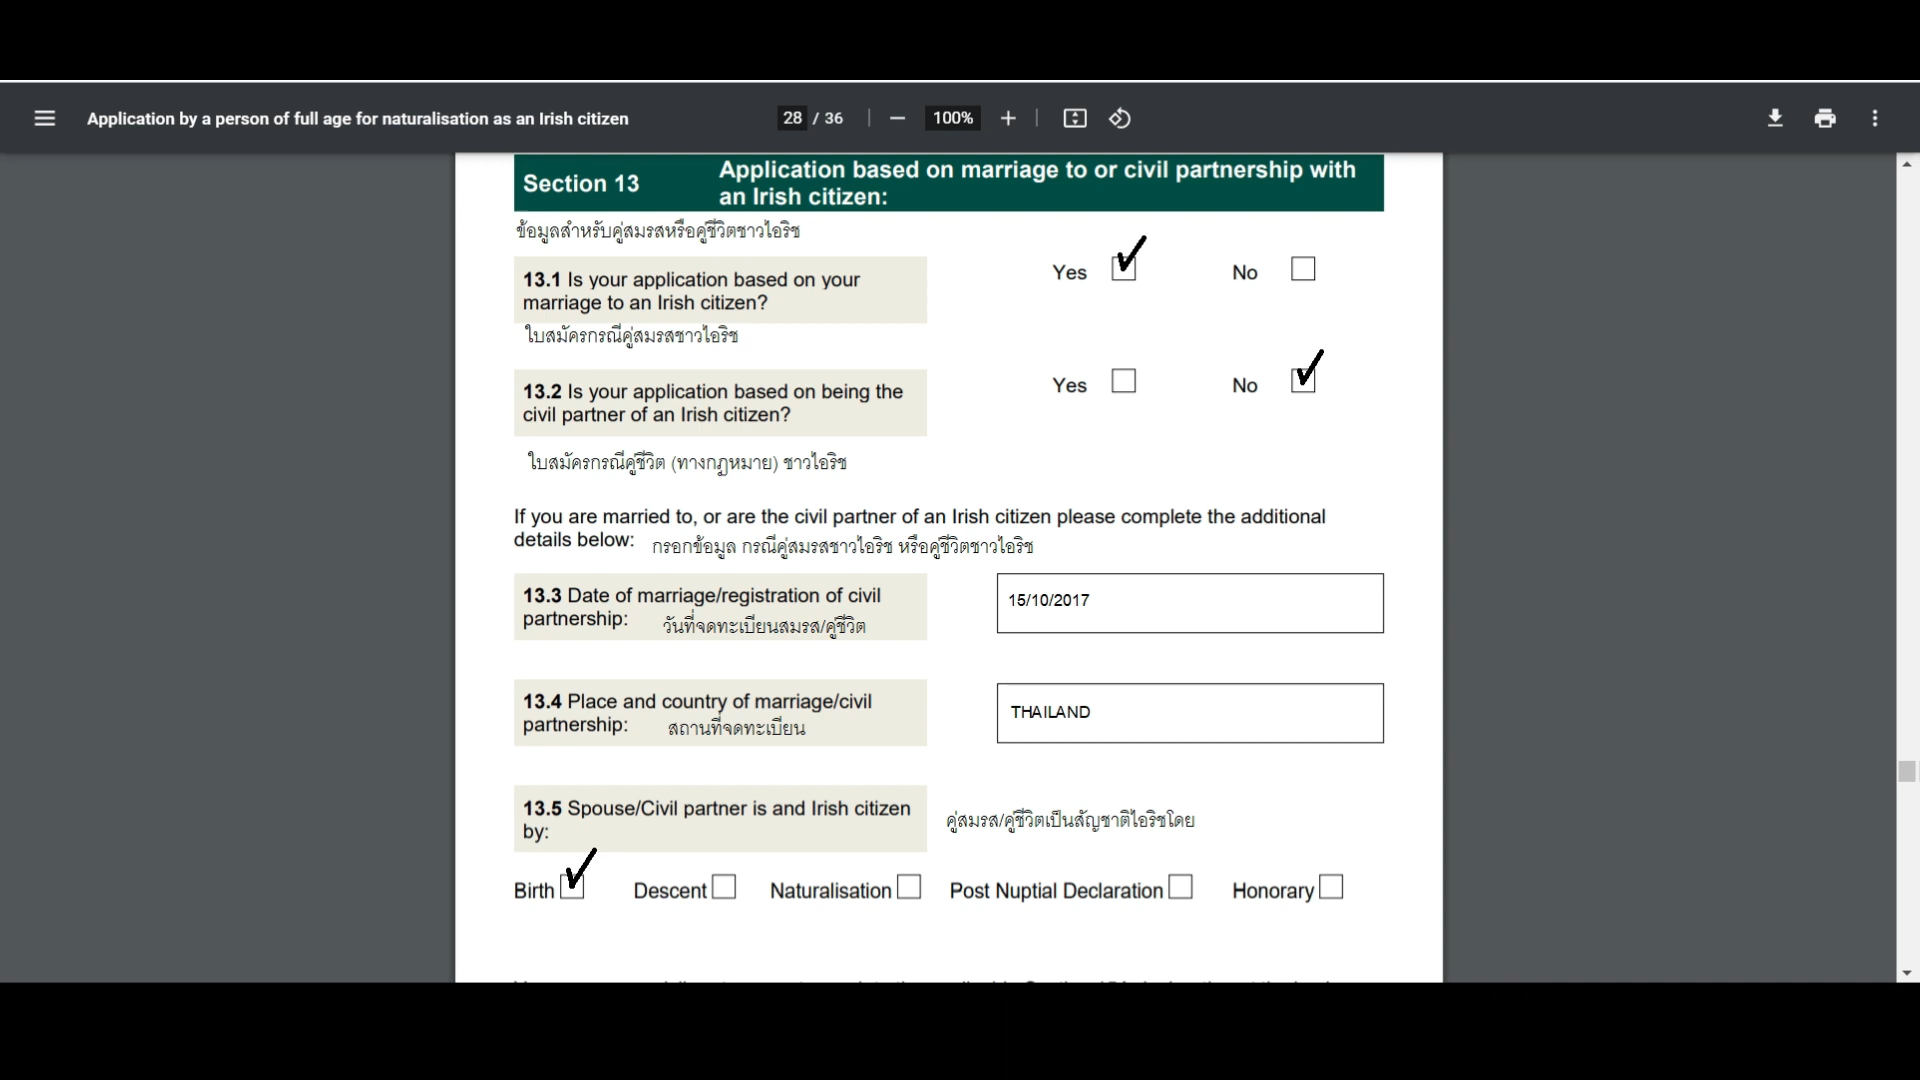 Application by a person of full age for naturalisation as an Irish citizen
28 / 36
100%
Section 13
Application based on marriage to or civil partnership with
an Irish citizen:
ข้อมูลสำหรับคู่สมรสหรือคู่ชีวิตชาวไอริช
13.1 Is your application based on your
marriage to an Irish citizen?
Yes No
ใบสมัครกรณีคู่สมรสชาวไอริช
13.2 Is your application based on being the
civil partner of an Irish citizen?
Yes No
ใบสมัครกรณีคู่ชีวิต (ทางกฎหมาย) ชาวไอริช
If you are married to, or are the civil partner of an Irish citizen please complete the additional
details below: กรอกข้อมูล กรณีคู่สมรสชาวไอริช หรือคู่ชีวิตชาวไอริช
13.3 Date of marriage/registration of civil
partnership: วันที่จดทะเบียนสมรส/คู่ชีวิต
15/10/2017
13.4 Place and country of marriage/civil
partnership: สถานที่จดทะเบียน
THAILAND
13.5 Spouse/Civil partner is and Irish citizen
by:
คู่สมรส/คู่ชีวิตเป็นสัญชาติไอริชโดย
Birth Descent Naturalisation Post Nuptial Declaration Honorary